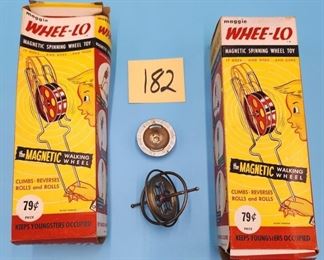 maggie
WHEE-LO
MAGNETIC SPINNING WHEEL TOY
the MAGNETIC
WALKING
WHEEL
CLIMBS-REVERSES
ROLLS and ROLLS
79¢
KEEPS YOUNGSTERS OCCUPIED
182
maggie
WHEE-LO
MAGNETIC SPINNING WHEEL TOY
the MAGNETIC
WALKING
WHEEL
CLIMBS-REVERSES
ROLLS and ROLLS
79¢
KEEPS YOUNGSTERS OCCUPIED